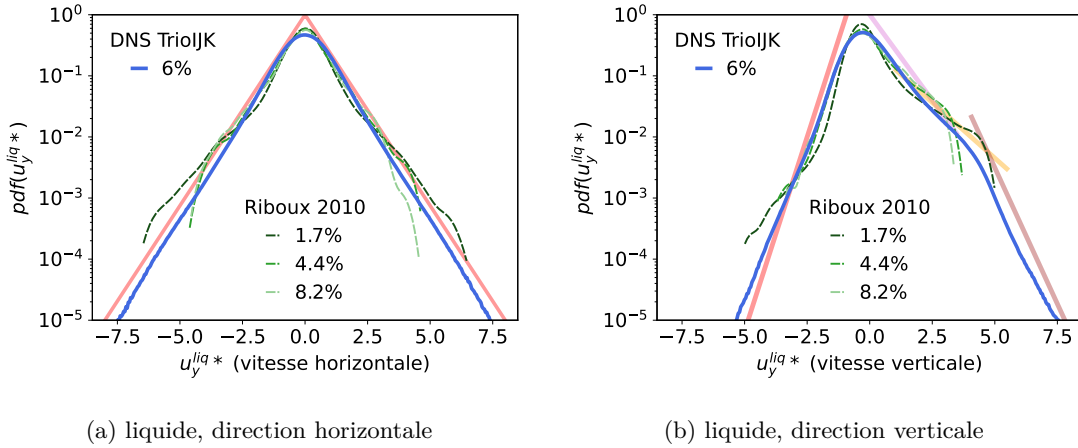 10⁰
10⁻¹
10⁻²
10⁻³
10⁻⁴
10⁻⁵
pdf(u_y^{liq}*)
DNS TrioIJK
6%
Riboux 2010
1.7%
4.4%
8.2%
−7.5 −5.0 −2.5 0.0 2.5 5.0 7.5
u_y^{liq}* (vitesse horizontale)
(a) liquide, direction horizontale
10⁰
10⁻¹
10⁻²
10⁻³
10⁻⁴
10⁻⁵
pdf(u_y^{liq}*)
DNS TrioIJK
6%
Riboux 2010
1.7%
4.4%
8.2%
−7.5 −5.0 −2.5 0.0 2.5 5.0 7.5
u_y^{liq}* (vitesse verticale)
(b) liquide, direction verticale